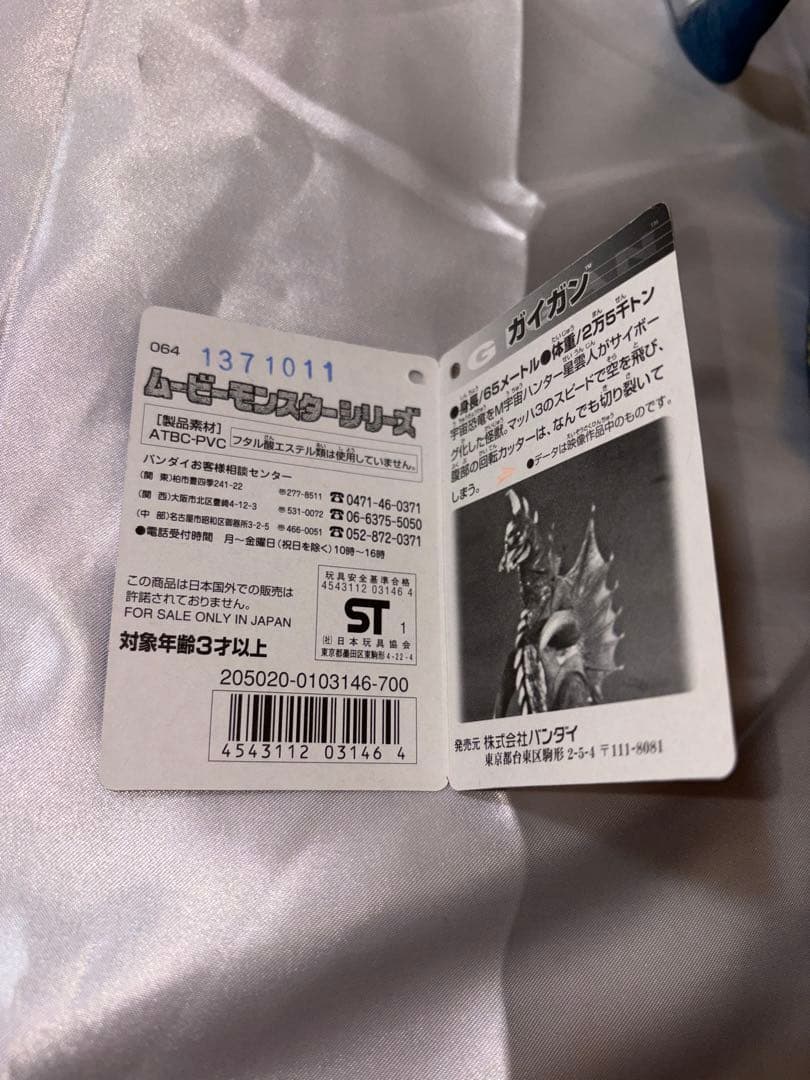 064
1371011
ムービーモンスターシリーズ
[製品素材]
ATBC-PVC
フタル酸エステル類は使用していません。
バンダイお客様相談センター
(関 東)柏市豊四季241-22 〒277-8511 ☎0471-46-0371
(関 西)大阪市北区豊崎4-12-3 〒531-0072 ☎06-6375-5050
(中 部)名古屋市昭和区御器所3-2-5 〒466-0051 ☎052-872-0371
●電話受付時間 月〜金曜日(祝日を除く)10時〜16時
この商品は日本国外での販売は
許諾されておりません。
FOR SALE ONLY IN JAPAN
対象年齢3才以上
玩具安全基準合格
4543112 03146 4
ST 1
(社)日本玩具協会
東京都墨田区東駒形4-22-4
205020-0103146-700
4543112 031464
G ガイガン™
●身長/65メートル●体重/2万5千トン
宇宙恐竜をM宇宙ハンター星雲人がサイボー
グ化した怪獣。マッハ3のスピードで空を飛び、
腹部の回転カッターは、なんでも切り裂いて
しまう。
●データは映像作品中のものです。
発売元 株式会社バンダイ
東京都台東区駒形 2-5-4 〒111-8081